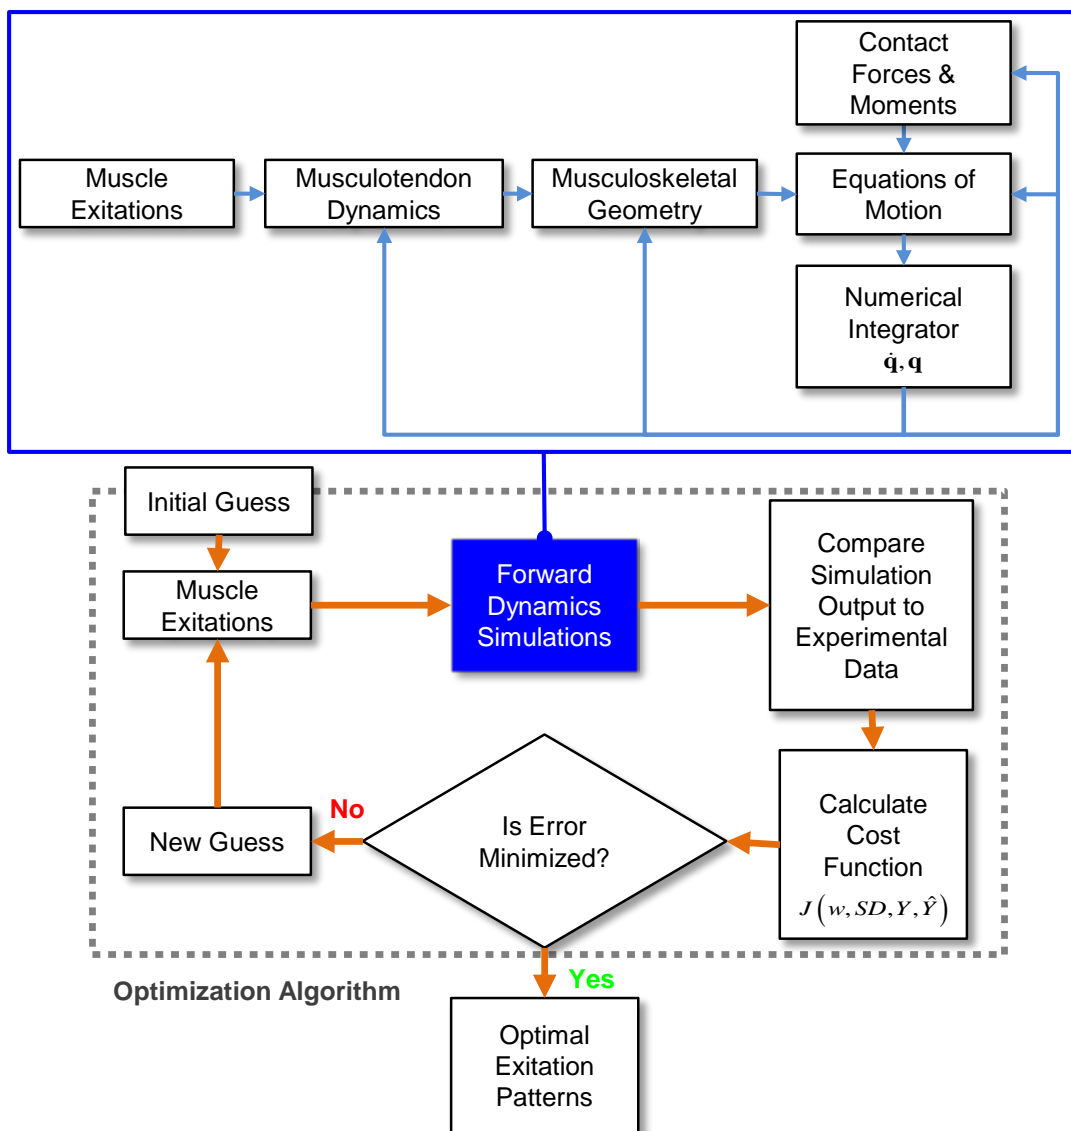 Contact
Forces &
Moments
Muscle
Exitations
Musculotendon
Dynamics
Musculoskeletal
Geometry
Equations of
Motion
Numerical
Integrator
q̇, q
Initial Guess
Muscle
Exitations
Forward
Dynamics
Simulations
Compare
Simulation
Output to
Experimental
Data
Calculate
Cost
Function
J(w, SD, Y, Ŷ)
Is Error
Minimized?
No
New Guess
Yes
Optimization Algorithm
Optimal
Exitation
Patterns